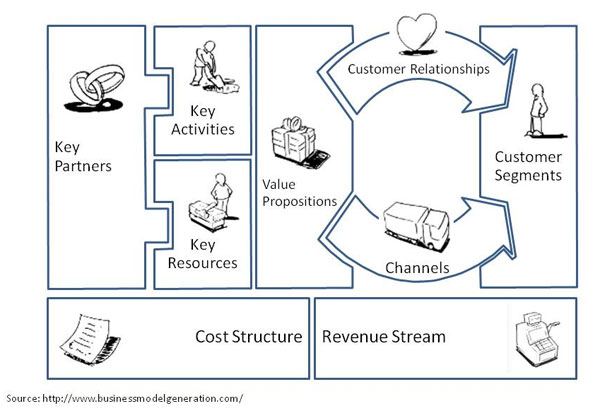 Key
Partners
Key
Activities
Key
Resources
Value
Propositions
Customer Relationships
Channels
Customer
Segments
Cost Structure
Revenue Stream
Source: http://www.businessmodelgeneration.com/